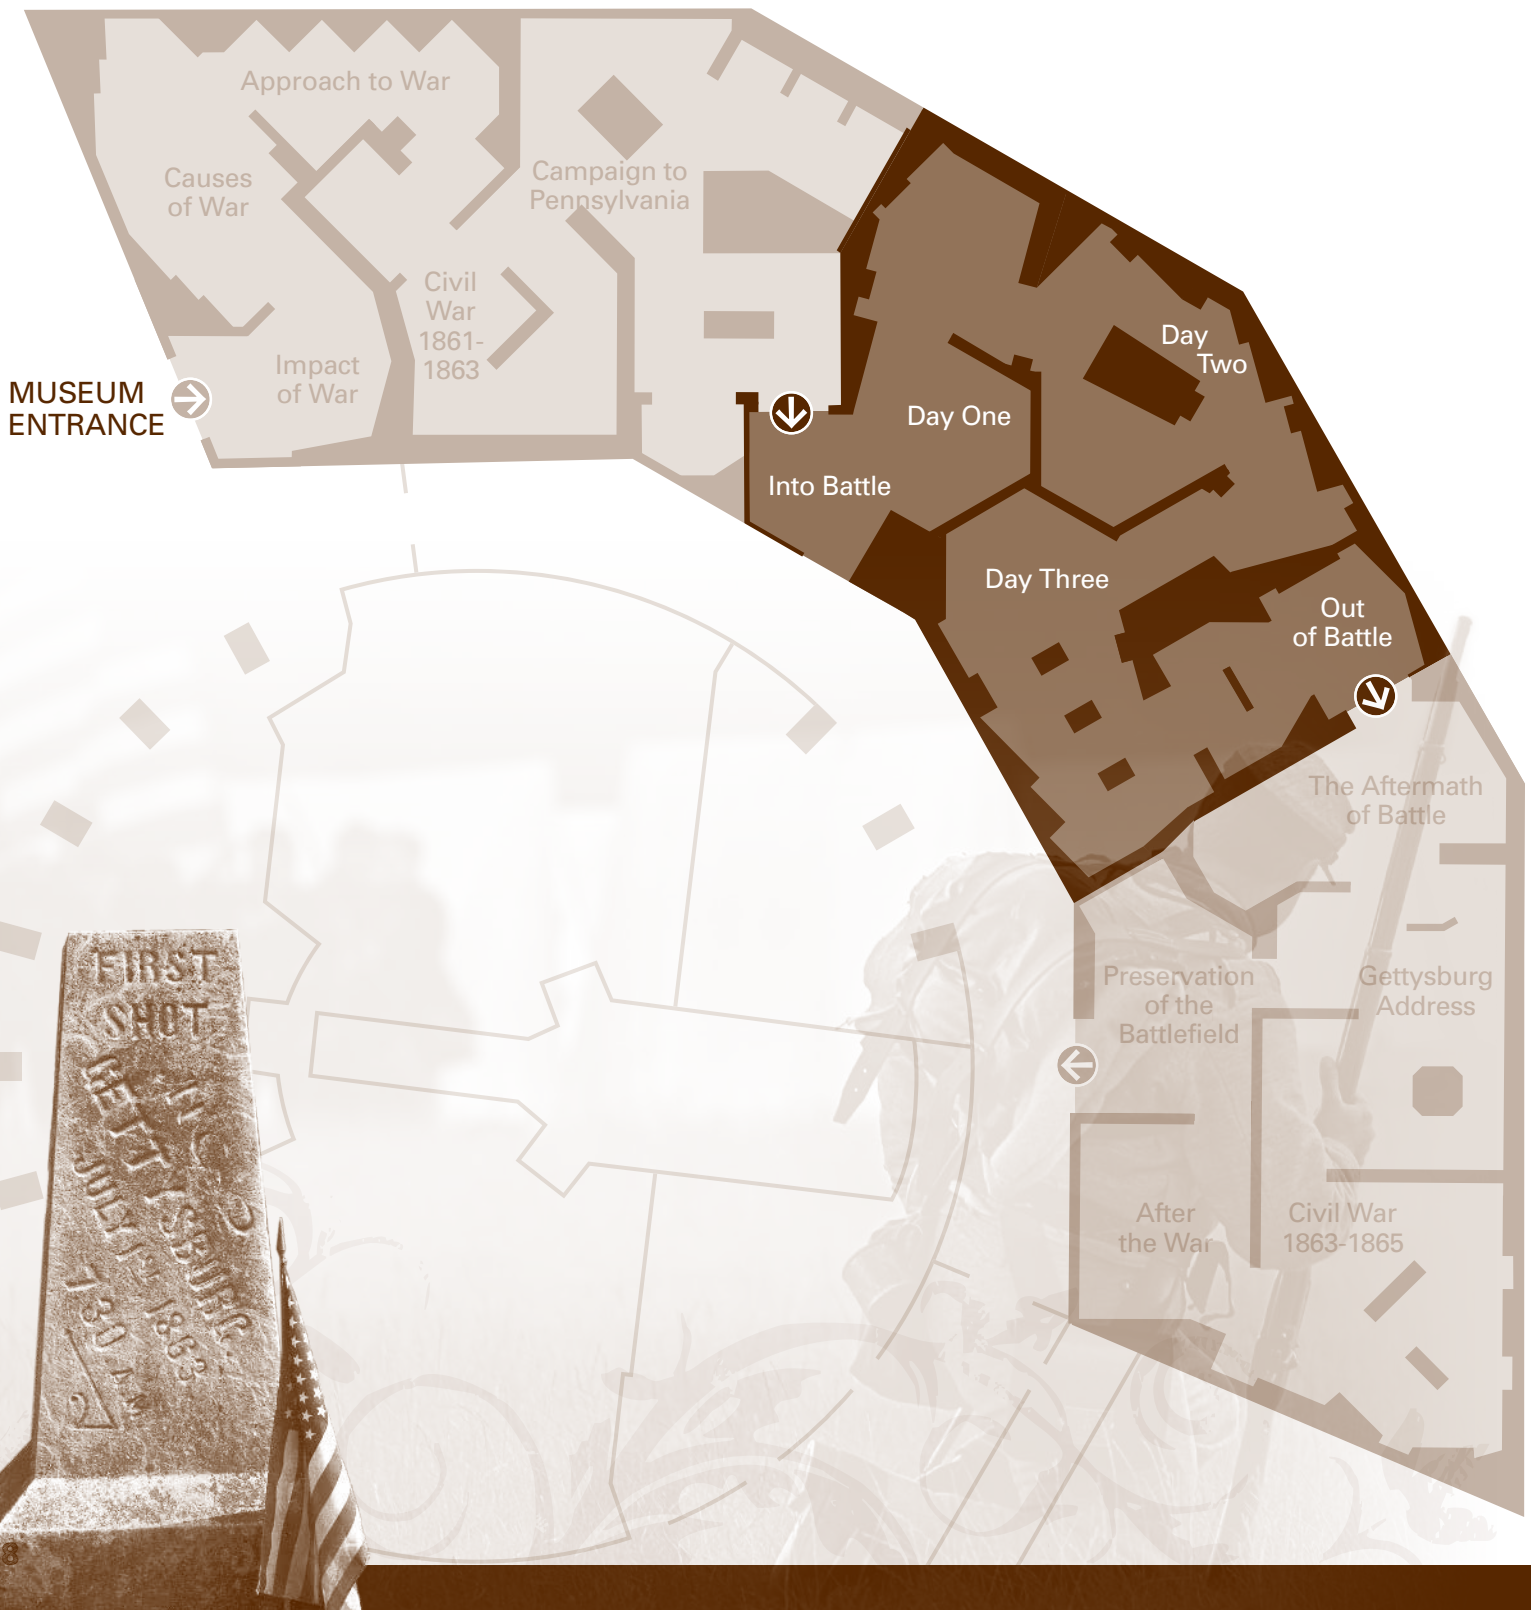 Approach to War
Causes
of War
Campaign to
Pennsylvania
Civil
War
1861-
1863
Impact
of War
MUSEUM
ENTRANCE
Into Battle
Day One
Day
Two
Day Three
Out
of Battle
The Aftermath
of Battle
Gettysburg
Address
Preservation
of the
Battlefield
After
the War
Civil War
1863-1865
FIRST
SHOT
AT
GETTYSBURG
JULY 1st 1863
7 30 A M
8